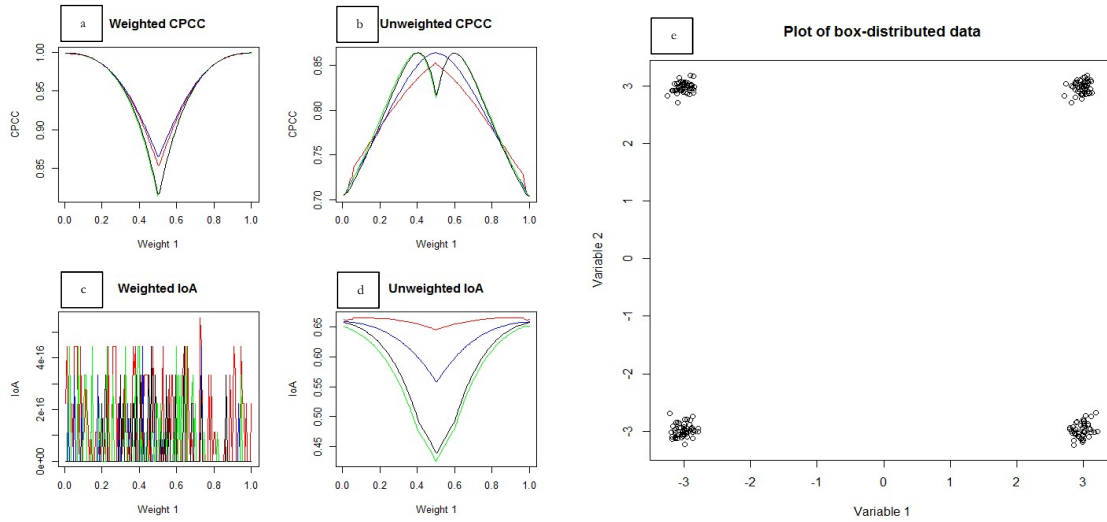 a
Weighted CPCC
CPCC
1.00
0.95
0.90
0.85
0.0 0.2 0.4 0.6 0.8 1.0
Weight 1
b
Unweighted CPCC
CPCC
0.85
0.80
0.75
0.70
0.0 0.2 0.4 0.6 0.8 1.0
Weight 1
c
Weighted IoA
IoA
4e+16
2e+16
0e+00
0.0 0.2 0.4 0.6 0.8 1.0
Weight 1
d
Unweighted IoA
IoA
0.65
0.60
0.55
0.50
0.45
0.0 0.2 0.4 0.6 0.8 1.0
Weight 1
e
Plot of box-distributed data
Variable 2
3
2
1
0
-1
-2
-3
-3 -2 -1 0 1 2 3
Variable 1